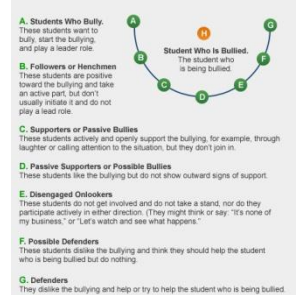 A. Students Who Bully.
These students want to
bully, start the bullying,
and play a leader role.
B. Followers or Henchmen
These students are positive
toward the bullying and take
an active part, but don't
usually initiate it and do not
play a lead role.
A
B
C
D
E
F
G
H
Student Who Is Bullied.
The student who
is being bullied.
C. Supporters or Passive Bullies
These students actively and openly support the bullying, for example, through
laughter or calling attention to the situation, but they don't join in.
D. Passive Supporters or Possible Bullies
These students like the bullying but do not show outward signs of support.
E. Disengaged Onlookers
These students do not get involved and do not take a stand, nor do they
participate actively in either direction. (They might think or say: "It's none of
my business," or "Let's watch and see what happens."
F. Possible Defenders
These students dislike the bullying and think they should help the student
who is being bullied but do nothing.
G. Defenders
They dislike the bullying and help or try to help the student who is being bullied